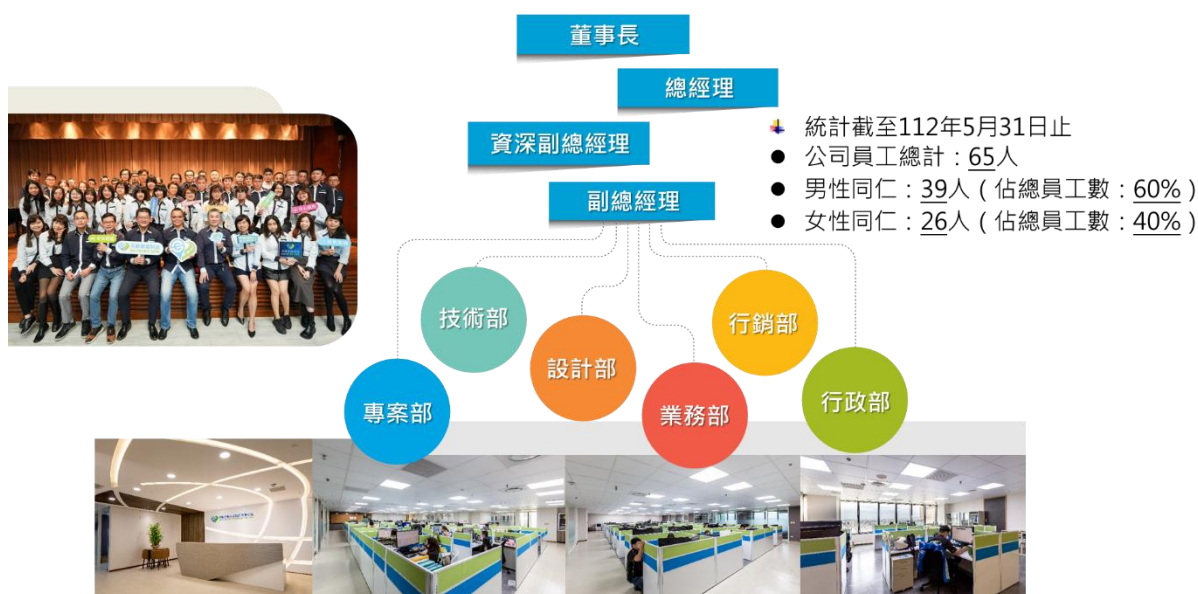 董事長
總經理
資深副總經理
副總經理
統計截至112年5月31日止
公司員工總計：65人
男性同仁：39人（佔總員工數：60%）
女性同仁：26人（佔總員工數：40%）
技術部
行銷部
設計部
專案部
業務部
行政部